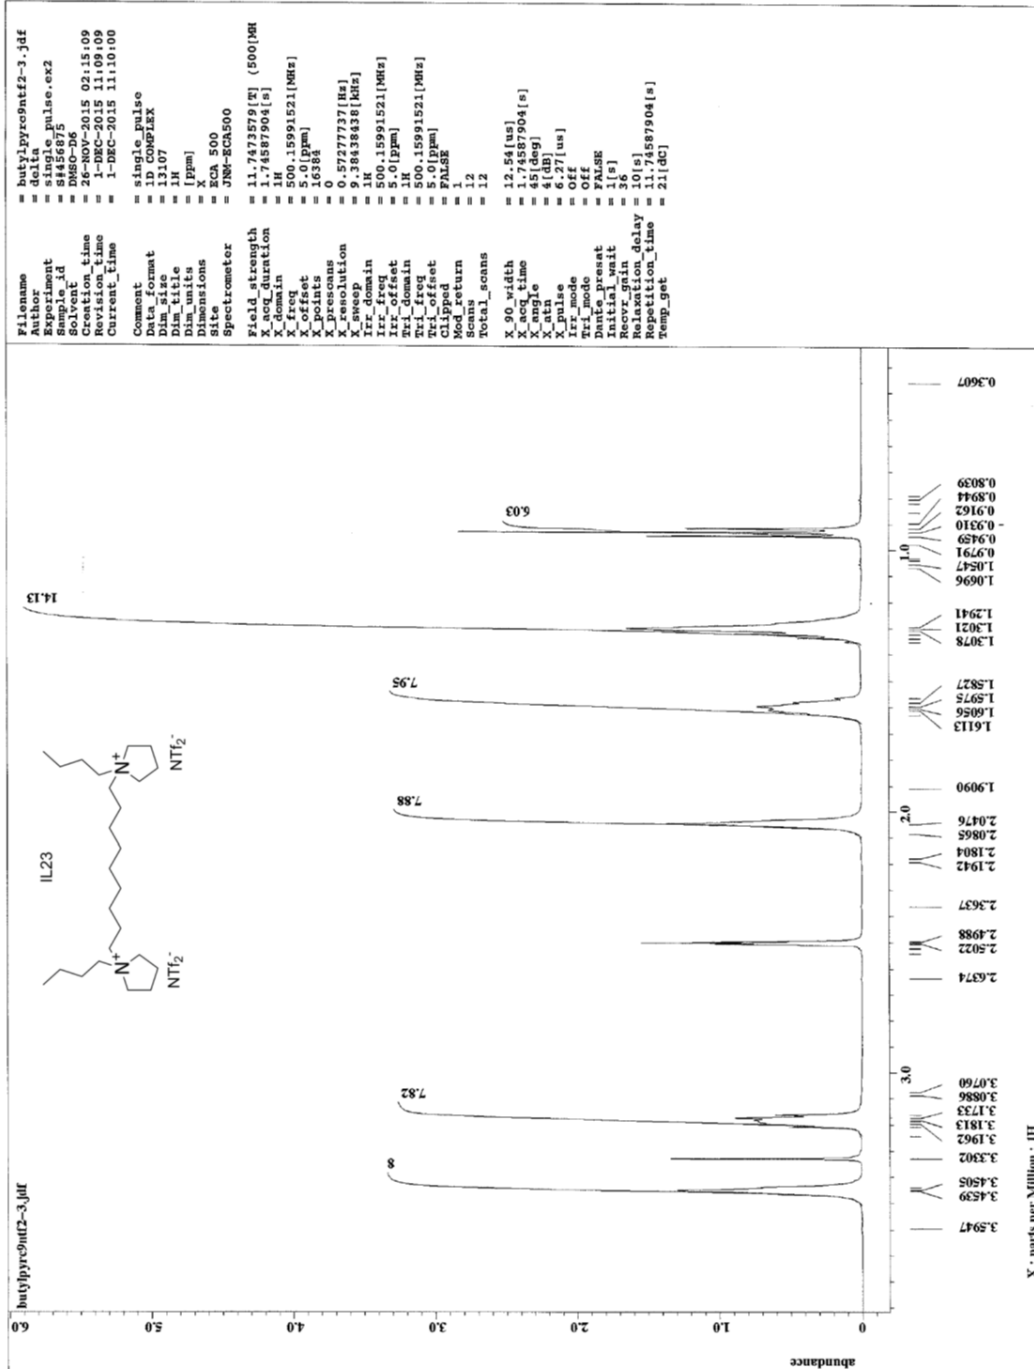 Filename = butylpyrc9ntf2-3.jdf
Author = delta
Experiment = single_pulse.ex2
Sample_id = S#456875
Solvent = DMSO-D6
Creation_time = 26-NOV-2015 02:15:09
Revision_time = 1-DEC-2015 11:09:09
Current_time = 1-DEC-2015 11:10:00
Comment = single_pulse
Data_format = 1D COMPLEX
Dim_size = 13107
Dim_title = 1H
Dim_units = [ppm]
Dimensions = X
Site = ECA 500
Spectrometer = JNM-ECA500
Field_strength = 11.7473579[T] (500[MH
X_acq_duration = 1.74587904[s]
X_domain = 1H
X_freq = 500.15991521[MHz]
X_offset = 5.0[ppm]
X_points = 16384
X_prescans = 0
X_resolution = 0.57277737[Hz]
X_sweep = 9.38438438[kHz]
Irr_domain = 1H
Irr_freq = 500.15991521[MHz]
Irr_offset = 5.0[ppm]
Tri_domain = 1H
Tri_freq = 500.15991521[MHz]
Tri_offset = 5.0[ppm]
Clipped = FALSE
Mod_return = 1
Scans = 12
Total_scans = 12
X_90_width = 12.54[us]
X_acq_time = 1.74587904[s]
X_angle = 45[deg]
X_atn = 4[dB]
X_pulse = 6.27[us]
Irr_mode = Off
Tri_mode = Off
Dante_presat = FALSE
Initial_wait = 1[s]
Recvr_gain = 36
Relaxation_delay = 10[s]
Repetition_time = 11.74587904[s]
Temp_get = 21[dC]
butylpyrc9ntf2-3.jdf
IL23
N+
NTf2-
N+
NTf2-
8
7.82
7.88
7.95
14.13
6.03
6.0
5.0
4.0
3.0
2.0
1.0
0
abundance
3.0
2.0
1.0
3.5947
3.4539
3.4505
3.3302
3.1962
3.1813
3.1733
3.0886
3.0760
2.6374
2.5022
2.4988
2.3637
2.1942
2.1804
2.0865
2.0476
1.9090
1.6113
1.6056
1.5975
1.5827
1.3078
1.3021
1.2941
1.0696
1.0547
0.9791
0.9459
0.9310
0.9162
0.8944
0.8039
0.3607
X : parts per Million : 1H